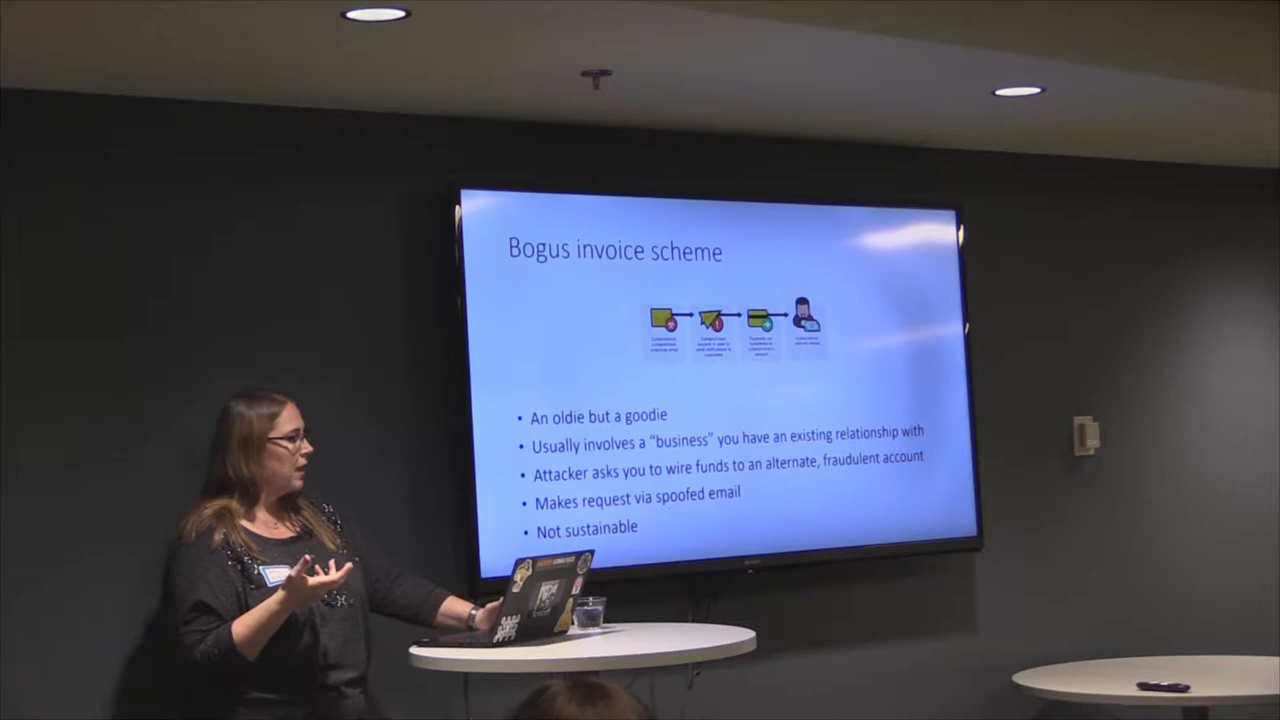 Bogus invoice scheme
• An oldie but a goodie
• Usually involves a “business” you have an existing relationship with
• Attacker asks you to wire funds to an alternate, fraudulent account
• Makes request via spoofed email
• Not sustainable